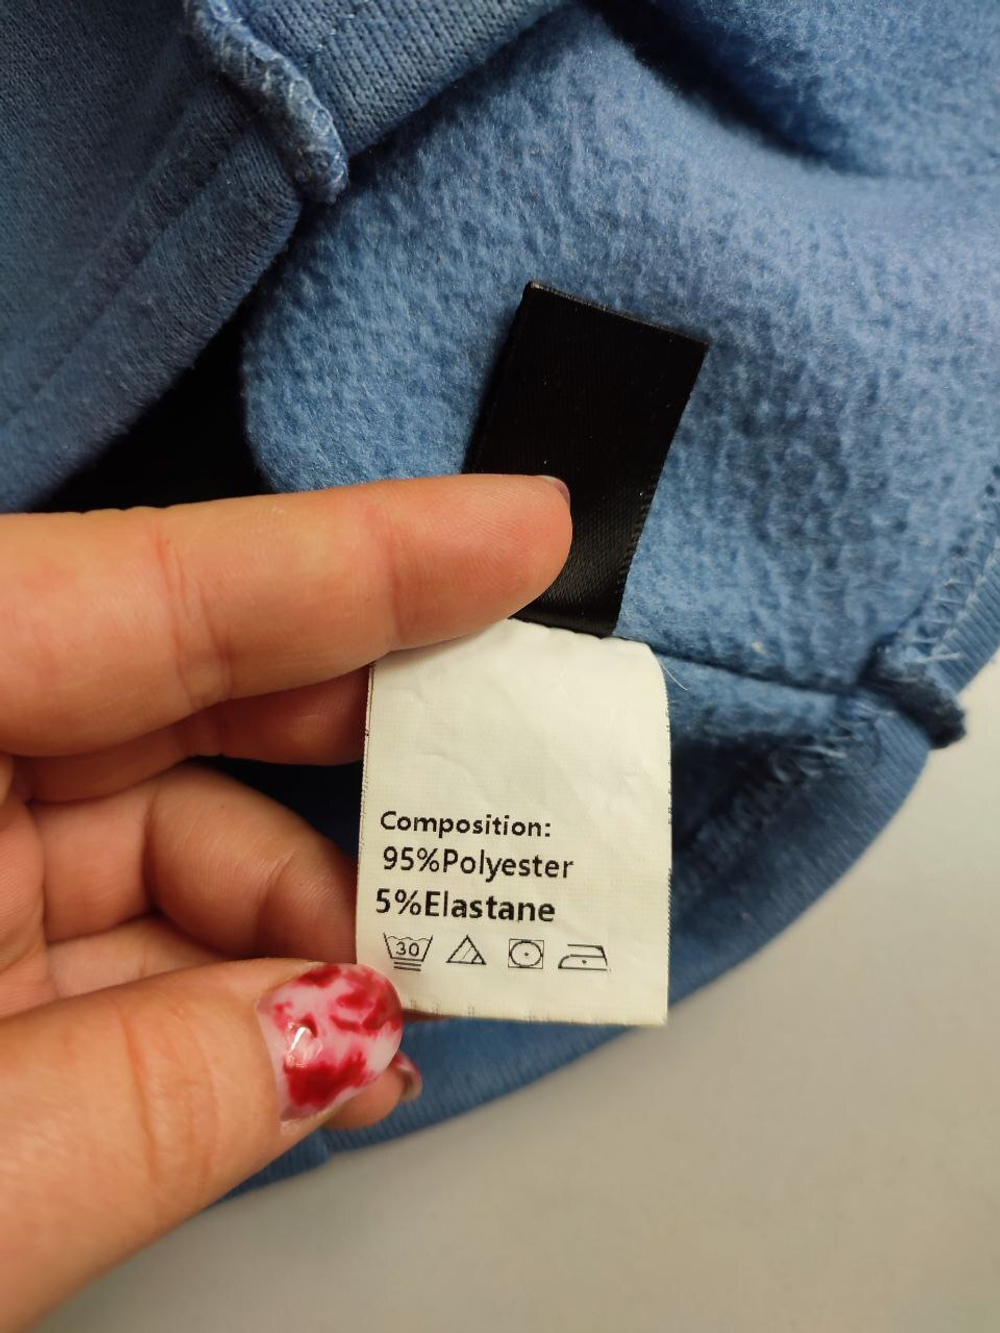 Composition:
95%Polyester
5%Elastane
30